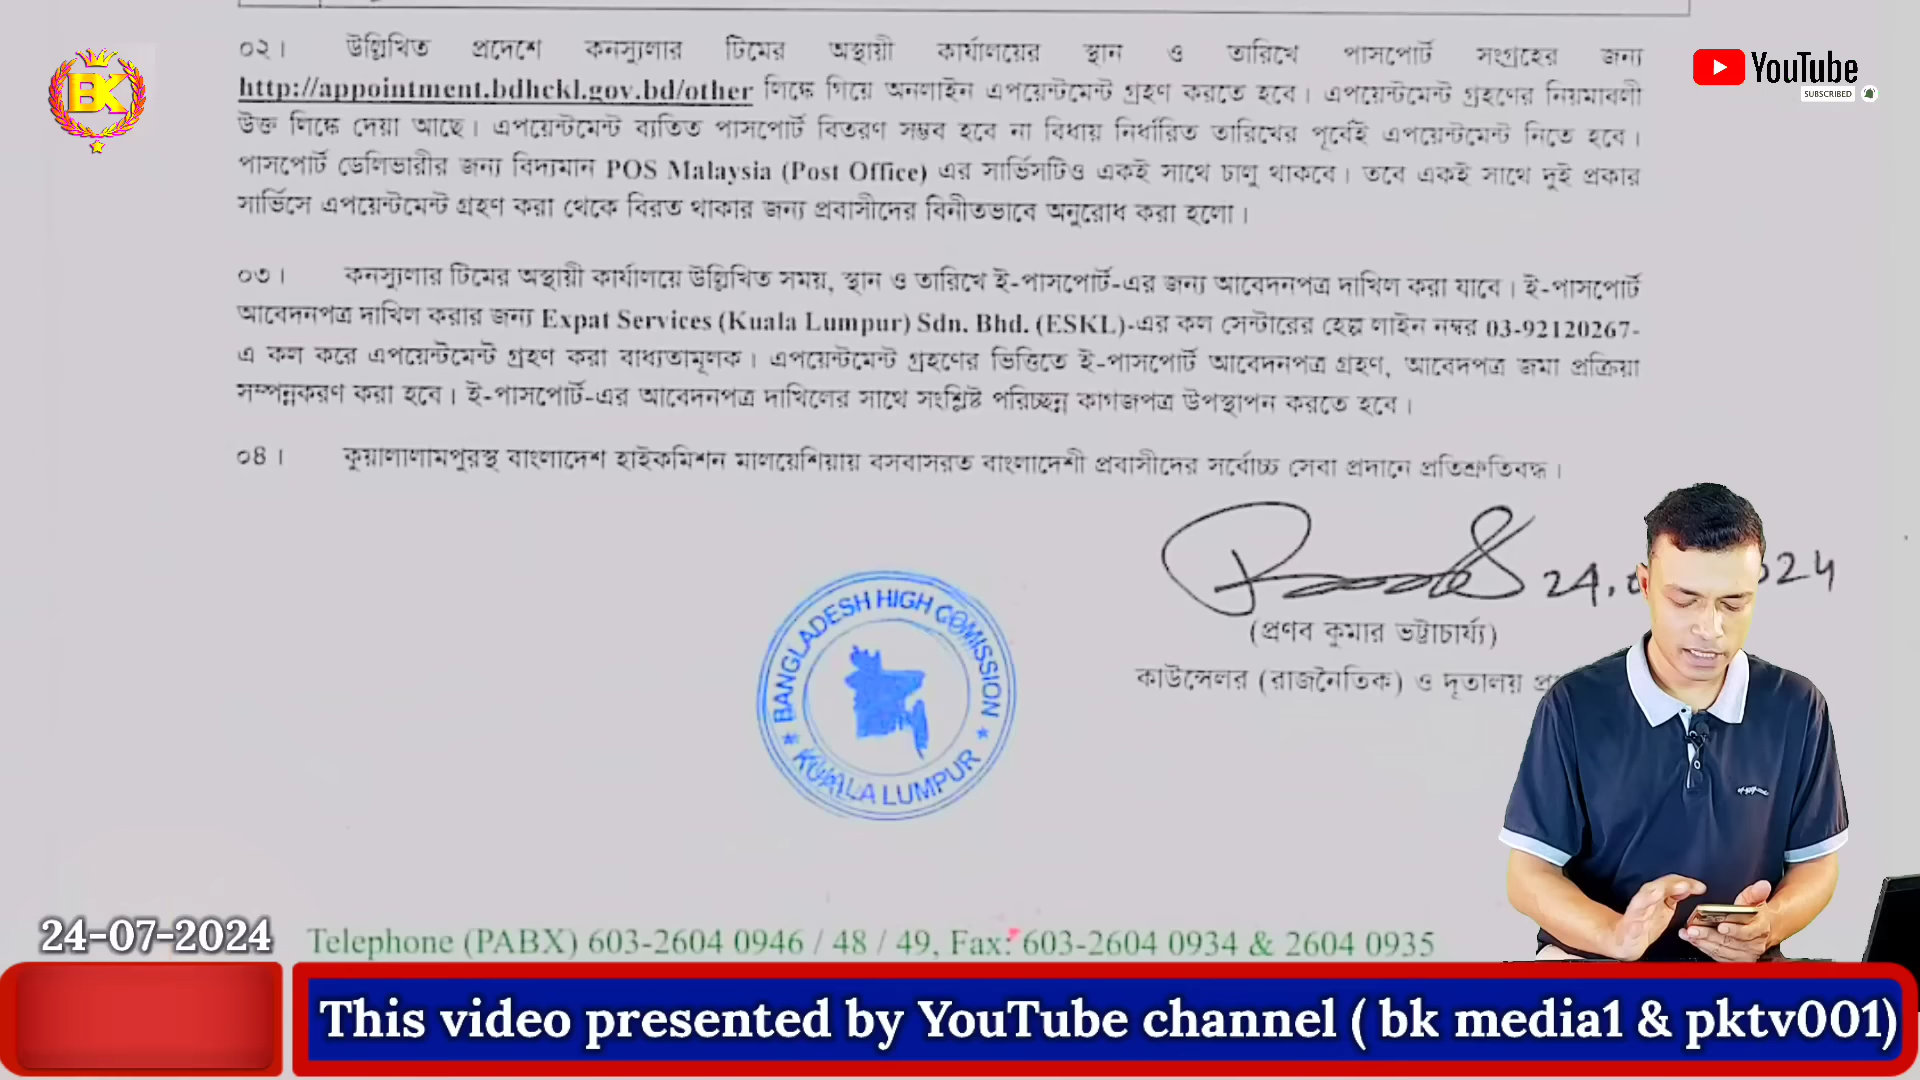 ০২। উল্লিখিত প্রদেশে কনস্যুলার টিমের অস্থায়ী কার্যালয়ের স্থান ও তারিখে পাসপোর্ট সংগ্রহের জন্য
http://appointment.bdhckl.gov.bd/other লিঙ্কে গিয়ে অনলাইন এপয়েন্টমেন্ট গ্রহণ করতে হবে। এপয়েন্টমেন্ট গ্রহণের নিয়মাবলী
উক্ত লিঙ্কে দেয়া আছে। এপয়েন্টমেন্ট ব্যতিত পাসপোর্ট বিতরণ সম্ভব হবে না বিধায় নির্ধারিত তারিখের পূর্বেই এপয়েন্টমেন্ট নিতে হবে।
পাসপোর্ট ডেলিভারীর জন্য বিদ্যমান POS Malaysia (Post Office) এর সার্ভিসটিও একই সাথে চালু থাকবে। তবে একই সাথে দুই প্রকার
সার্ভিসে এপয়েন্টমেন্ট গ্রহণ করা থেকে বিরত থাকার জন্য প্রবাসীদের বিনীতভাবে অনুরোধ করা হলো।
০৩। কনস্যুলার টিমের অস্থায়ী কার্যালয়ে উল্লিখিত সময়, স্থান ও তারিখে ই-পাসপোর্ট-এর জন্য আবেদনপত্র দাখিল করা যাবে। ই-পাসপোর্ট
আবেদনপত্র দাখিল করার জন্য Expat Services (Kuala Lumpur) Sdn. Bhd. (ESKL)-এর কল সেন্টারের হেল্প লাইন নম্বর 03-92120267-
এ কল করে এপয়েন্টমেন্ট গ্রহণ করা বাধ্যতামূলক। এপয়েন্টমেন্ট গ্রহণের ভিত্তিতে ই-পাসপোর্ট আবেদনপত্র গ্রহণ, আবেদপত্র জমা প্রক্রিয়া
সম্পন্নকরণ করা হবে। ই-পাসপোর্ট-এর আবেদনপত্র দাখিলের সাথে সংশ্লিষ্ট পরিচ্ছন্ন কাগজপত্র উপস্থাপন করতে হবে।
০৪। কুয়ালালামপুরস্থ বাংলাদেশ হাইকমিশন মালয়েশিয়ায় বসবাসরত বাংলাদেশী প্রবাসীদের সর্বোচ্চ সেবা প্রদানে প্রতিশ্রুতিবদ্ধ।
(প্রণব কুমার ভট্টাচার্য্য)
কাউন্সেলর (রাজনৈতিক) ও দূতালয়
BANGLADESH HIGH COMISSION
KUALA LUMPUR
BK
YouTube
SUBSCRIBED
24-07-2024
Telephone (PABX) 603-2604 0946 / 48 / 49, Fax: 603-2604 0934 & 2604 0935
This video presented by YouTube channel ( bk media1 & pktv001)